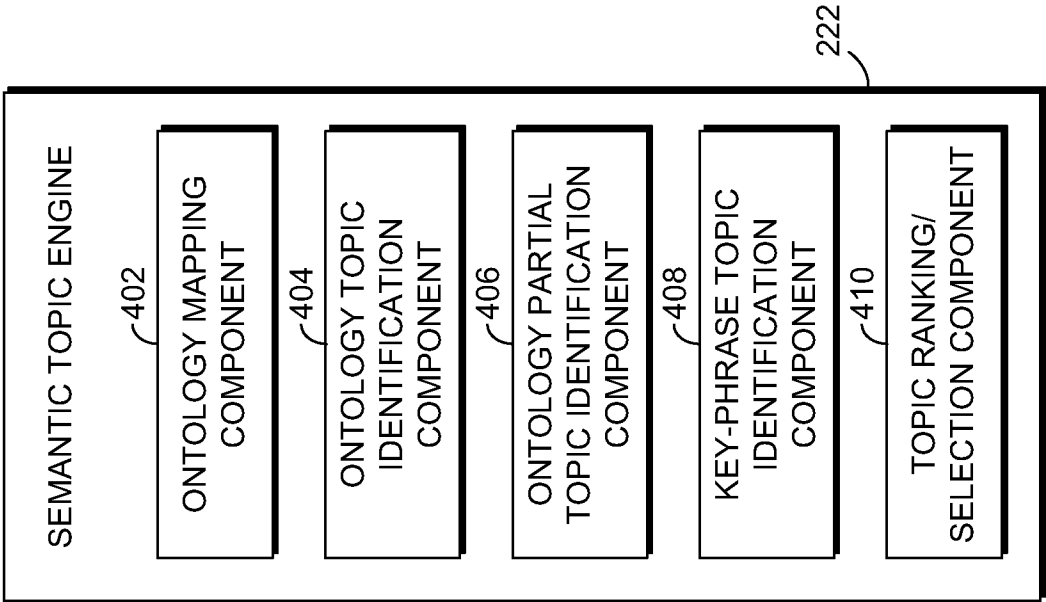 SEMANTIC TOPIC ENGINE
402
ONTOLOGY MAPPING
COMPONENT
404
ONTOLOGY TOPIC
IDENTIFICATION
COMPONENT
406
ONTOLOGY PARTIAL
TOPIC IDENTIFICATION
COMPONENT
408
KEY-PHRASE TOPIC
IDENTIFICATION
COMPONENT
410
TOPIC RANKING/
SELECTION COMPONENT
222